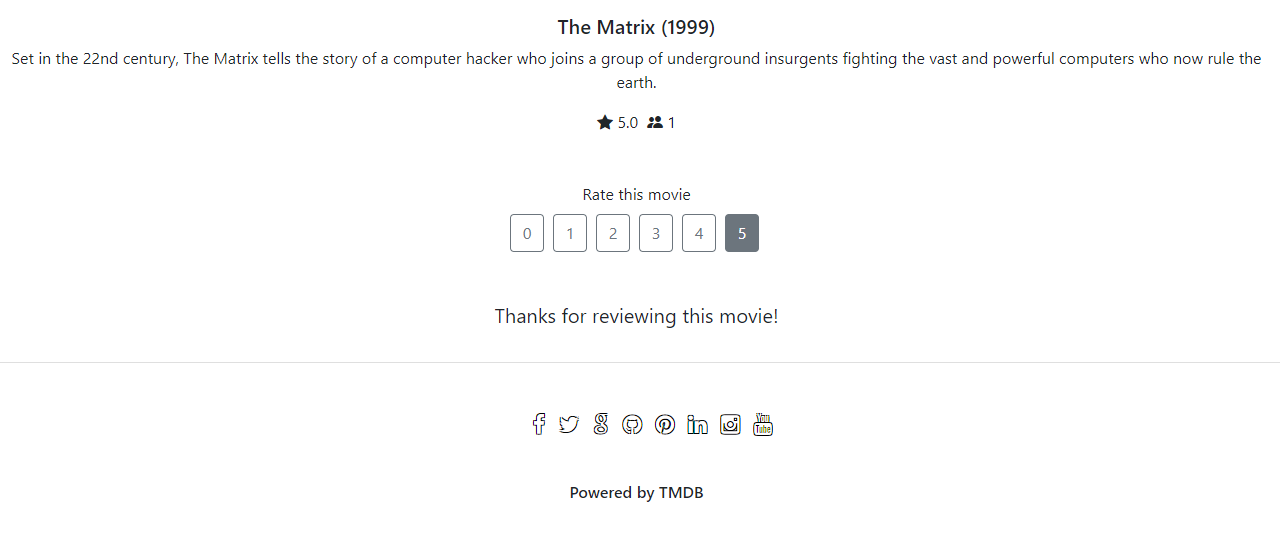 The Matrix (1999)
Set in the 22nd century, The Matrix tells the story of a computer hacker who joins a group of underground insurgents fighting the vast and powerful computers who now rule the
earth.
5.0 1
Rate this movie
0 1 2 3 4 5
Thanks for reviewing this movie!
You
Tube
Powered by TMDB